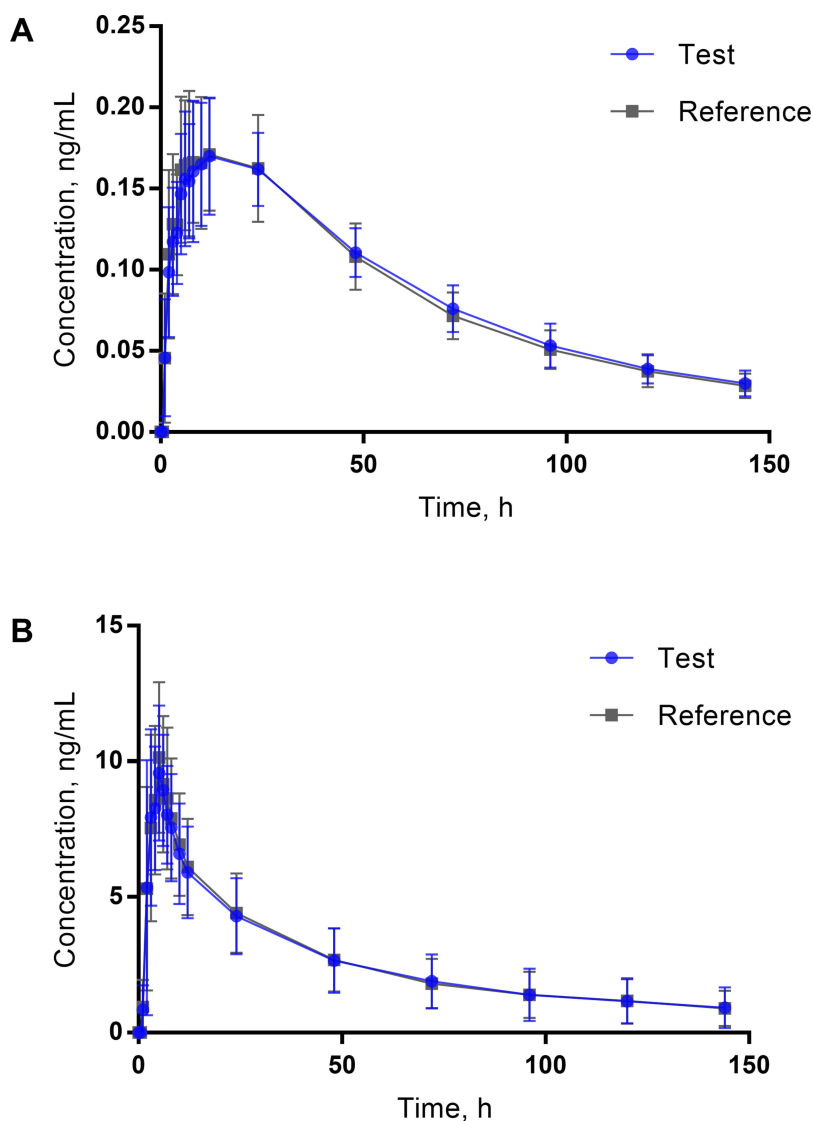 A
0.25
0.20
0.15
0.10
0.05
0.00
0
50
100
150
Concentration, ng/mL
Time, h
Test
Reference
B
15
10
5
0
0
50
100
150
Concentration, ng/mL
Time, h
Test
Reference